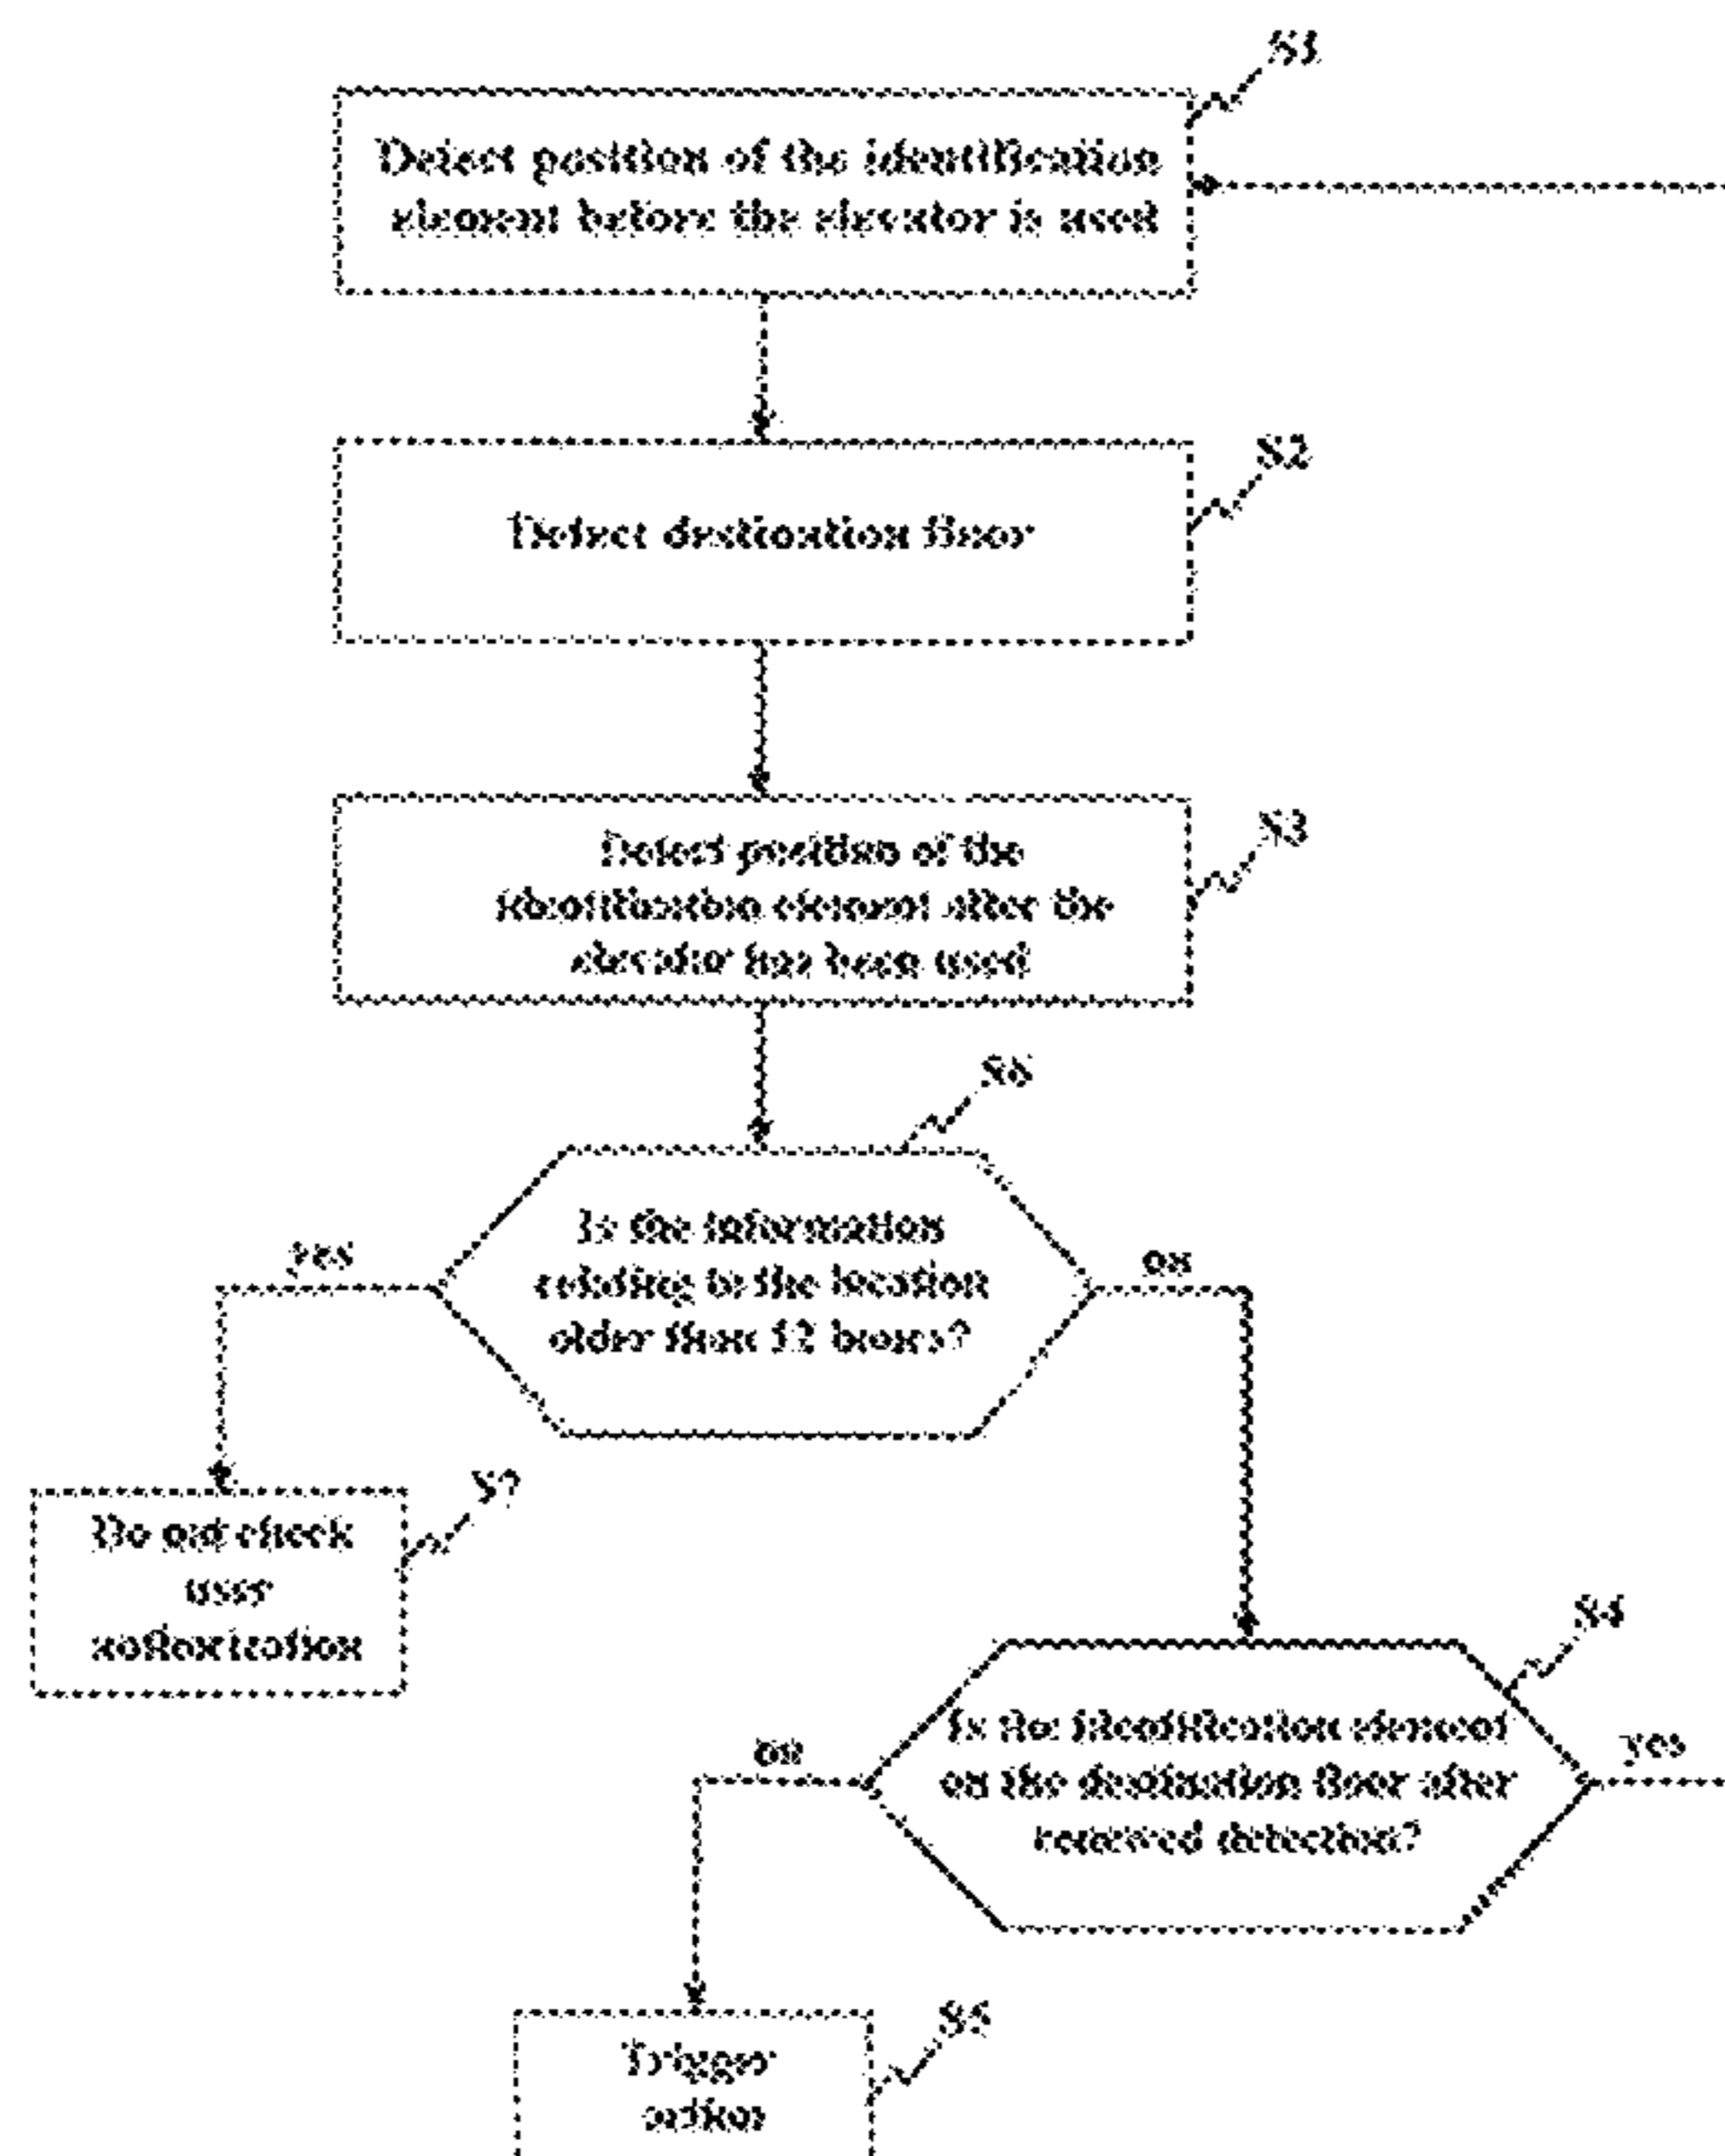 S1
Detect position of the identification
element before the elevator is used
S2
Detect destination floor
S3
Detect position of the
identification element after the
elevator has been used
S6
Is the information
relating to the location
older than 12 hours?
yes
no
S7
Do not check
user
authorization
S4
Is the identification element
on the destination floor after
renewed detection?
no
yes
S5
Trigger
action